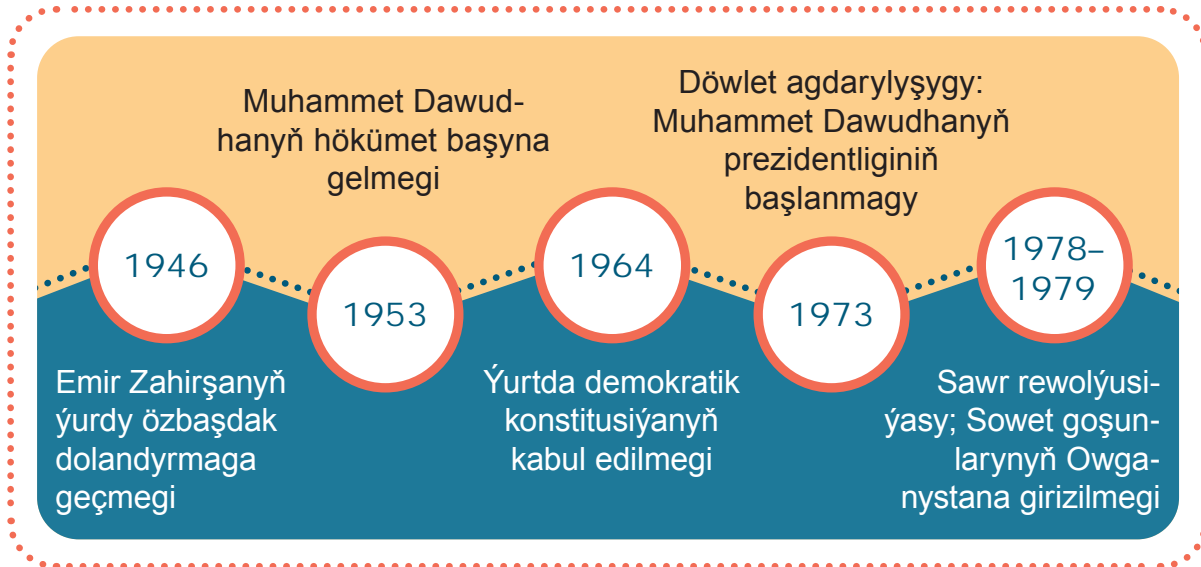 Muhammet Dawud-
hanyň hökümet başyna
gelmegi
Döwlet agdarylyşygy:
Muhammet Dawudhanyň
prezidentliginiň
başlanmagy
1946
1953
1964
1973
1978–
1979
Emir Zahirşanyň
ýurdy özbaşdak
dolandyrmaga
geçmegi
Ýurtda demokratik
konstitusiýanyň
kabul edilmegi
Sawr rewolýusi-
ýasy; Sowet goşun-
larynyň Owga-
nystana girizilmegi